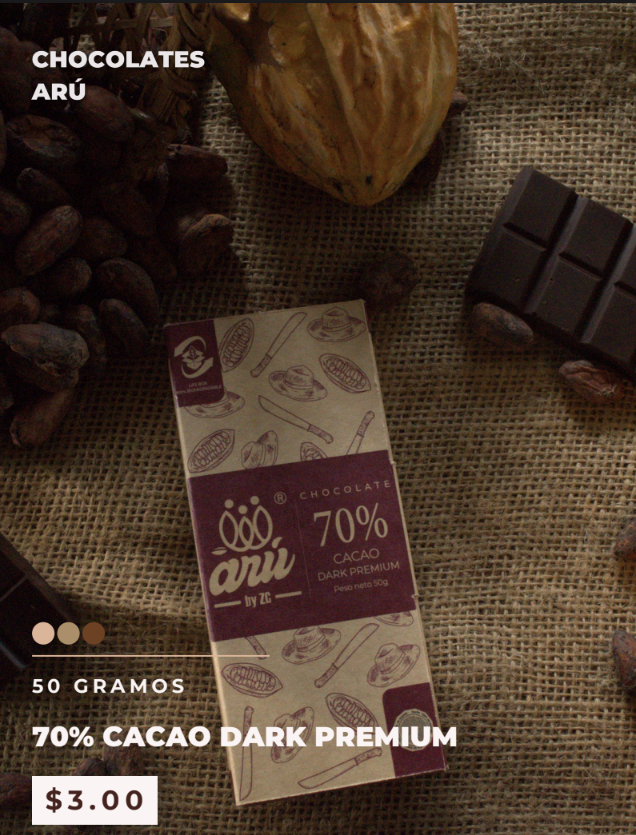 CHOCOLATES
ARÚ
arú
by ZC
®
CHOCOLATE
70%
CACAO
DARK PREMIUM
Peso neto 50g
50 GRAMOS
70% CACAO DARK PREMIUM
$3.00